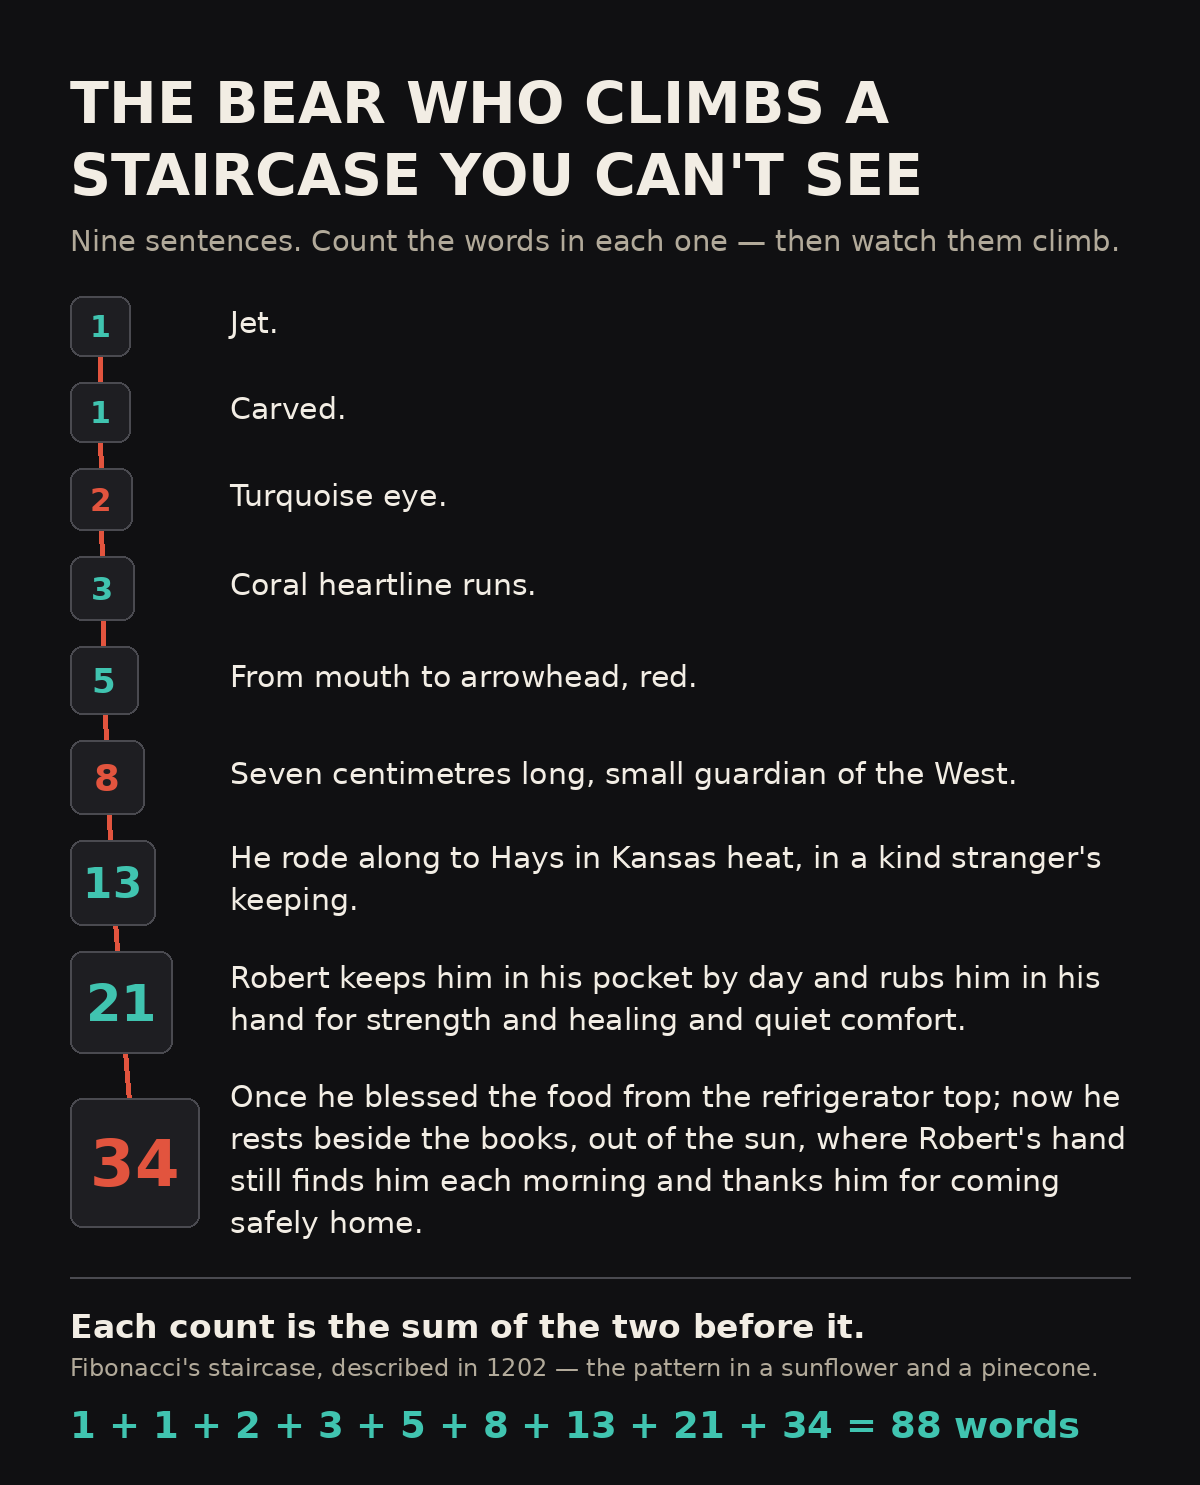 THE BEAR WHO CLIMBS A
STAIRCASE YOU CAN'T SEE
Nine sentences. Count the words in each one — then watch them climb.
1 Jet.
1 Carved.
2 Turquoise eye.
3 Coral heartline runs.
5 From mouth to arrowhead, red.
8 Seven centimetres long, small guardian of the West.
13 He rode along to Hays in Kansas heat, in a kind stranger's
keeping.
21 Robert keeps him in his pocket by day and rubs him in his
hand for strength and healing and quiet comfort.
34 Once he blessed the food from the refrigerator top; now he
rests beside the books, out of the sun, where Robert's hand
still finds him each morning and thanks him for coming
safely home.
Each count is the sum of the two before it.
Fibonacci's staircase, described in 1202 — the pattern in a sunflower and a pinecone.
1 + 1 + 2 + 3 + 5 + 8 + 13 + 21 + 34 = 88 words